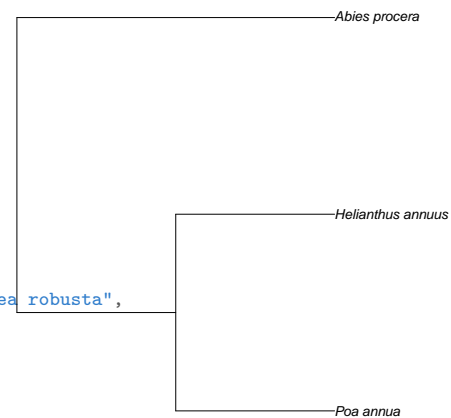 Abies procera
Helianthus annuus
ea robusta",
Poa annua